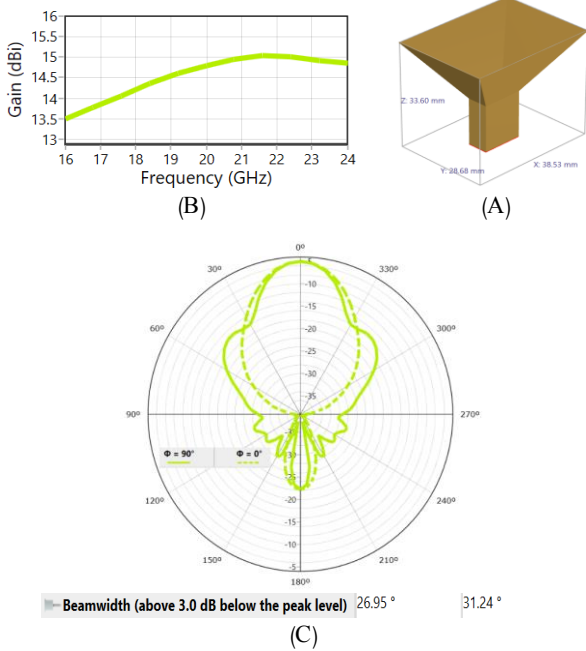 16
15.5
15
14.5
14
13.5
13
Gain (dBi)
16 17 18 19 20 21 22 23 24
Frequency (GHz)
(B)
Z: 33.60 mm
Y: 28.68 mm
X: 38.53 mm
(A)
0º
30º
330º
60º
300º
90º
270º
120º
240º
150º
210º
180º
-10
-15
-20
-25
-30
-35
Φ = 90°
Φ = 0°
-20
-15
-10
-5
Beamwidth (above 3.0 dB below the peak level) 26.95 ° 31.24 °
(C)